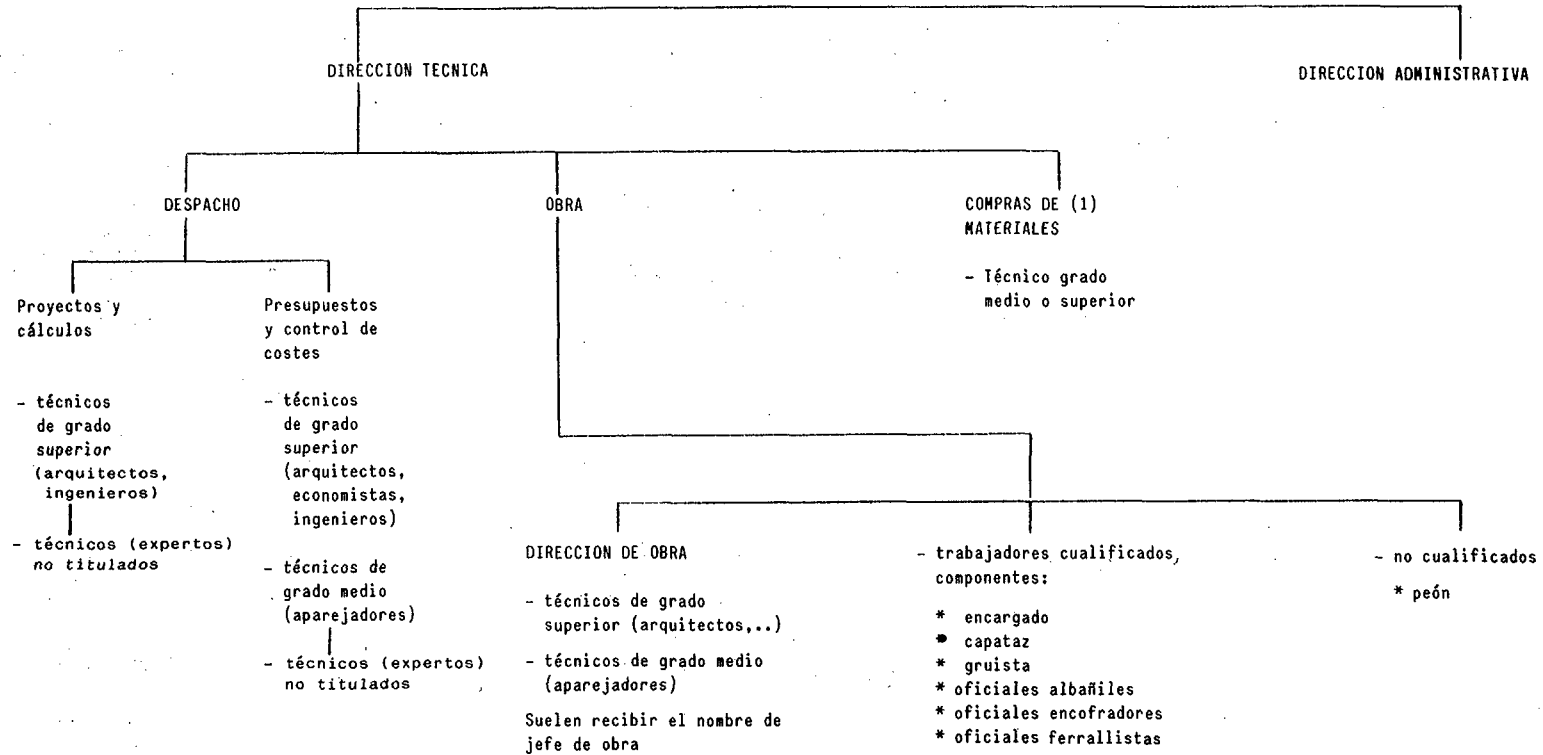 DIRECCION TECNICA
DIRECCION ADMINISTRATIVA
DESPACHO
OBRA
COMPRAS DE (1)
MATERIALES
- Técnico grado
medio o superior
Proyectos y
cálculos
- técnicos
de grado
superior
(arquitectos,
ingenieros)
- técnicos (expertos)
no titulados
Presupuestos
y control de
costes
- técnicos
de grado
superior
(arquitectos,
economistas,
ingenieros)
- técnicos de
grado medio
(aparejadores)
- técnicos (expertos)
no titulados
DIRECCION DE OBRA
- técnicos de grado
superior (arquitectos,..)
- técnicos de grado medio
(aparejadores)
Suelen recibir el nombre de
jefe de obra
- trabajadores cualificados,
componentes:
* encargado
* capataz
* gruista
* oficiales albañiles
* oficiales encofradores
* oficiales ferrallistas
- no cualificados
* peón